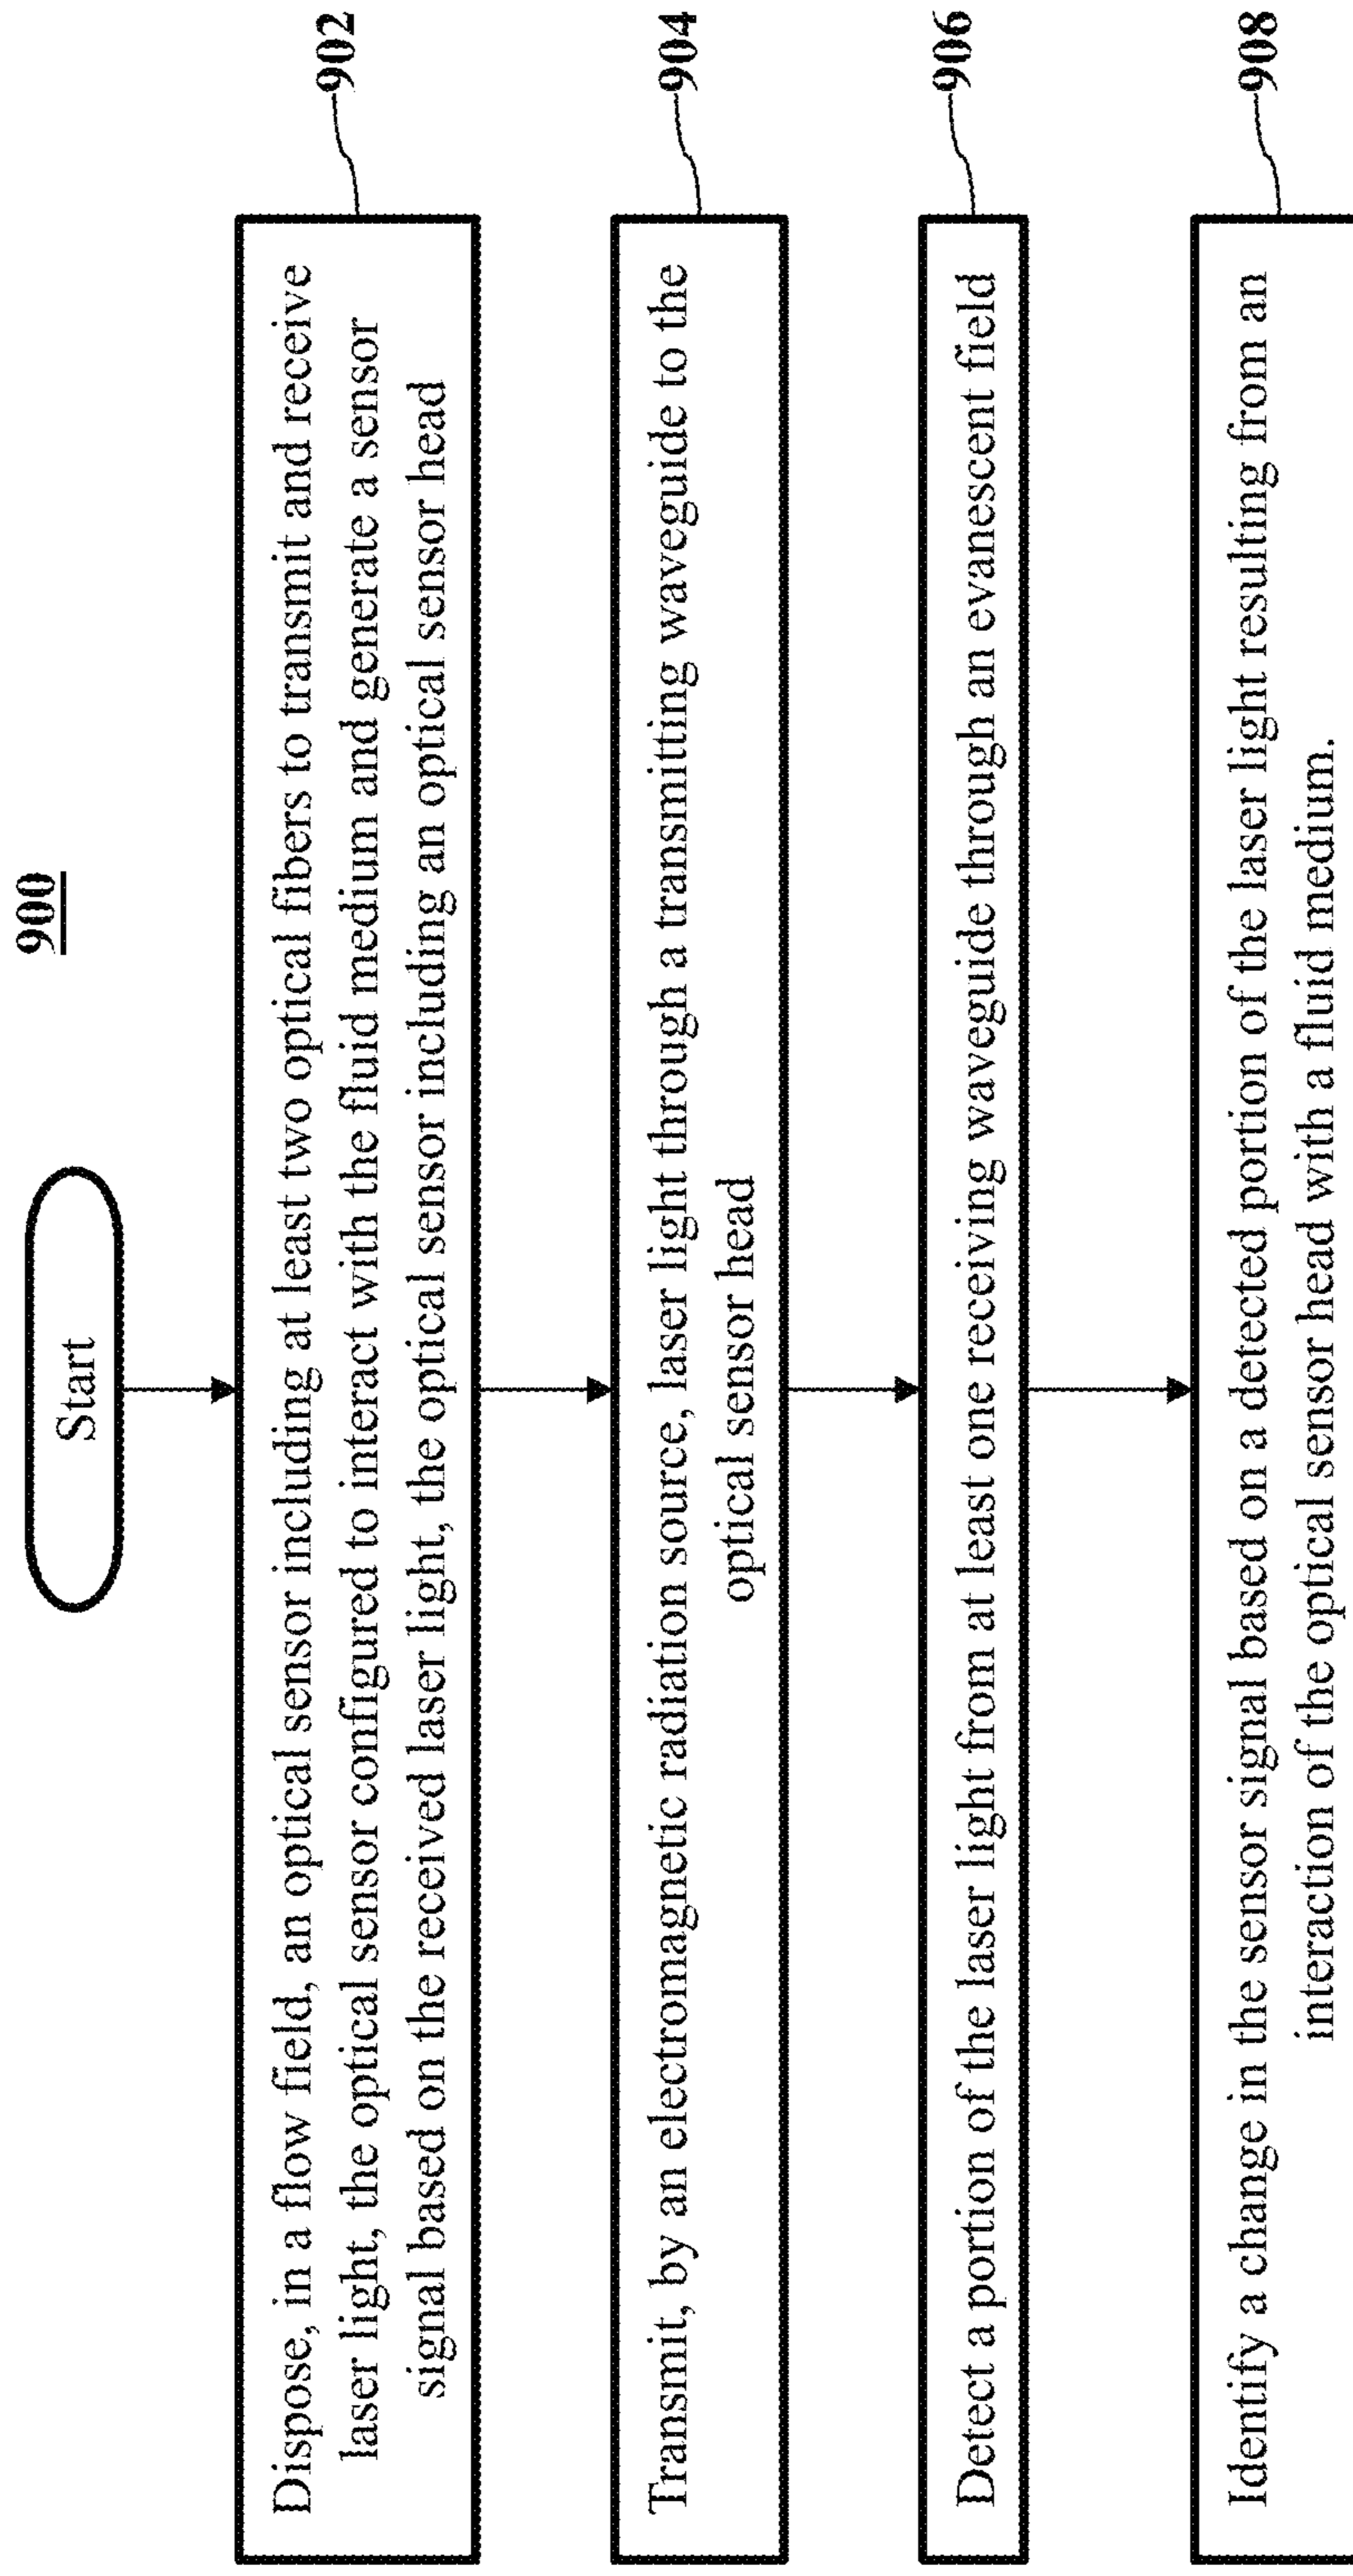 900
Start
Dispose, in a flow field, an optical sensor including at least two optical fibers to transmit and receive
laser light, the optical sensor configured to interact with the fluid medium and generate a sensor
signal based on the received laser light, the optical sensor including an optical sensor head
902
Transmit, by an electromagnetic radiation source, laser light through a transmitting waveguide to the
optical sensor head
904
Detect a portion of the laser light from at least one receiving waveguide through an evanescent field
906
Identify a change in the sensor signal based on a detected portion of the laser light resulting from an
interaction of the optical sensor head with a fluid medium.
908